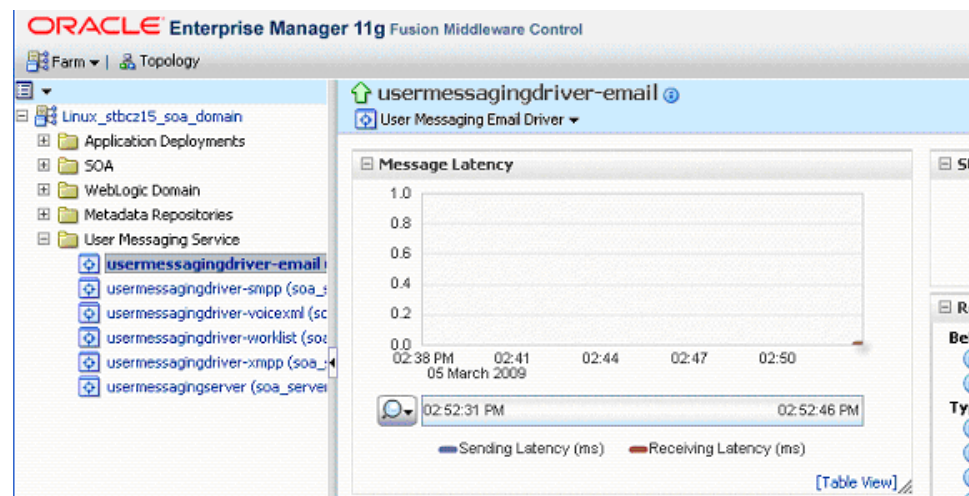 ORACLE Enterprise Manager 11g Fusion Middleware Control
Farm | Topology
Linux_stbcz15_soa_domain
Application Deployments
SOA
WebLogic Domain
Metadata Repositories
User Messaging Service
usermessagingdriver-email
usermessagingdriver-smpp (soa_s
usermessagingdriver-voicexml (sc
usermessagingdriver-worklist (soa
usermessagingdriver-xmpp (soa_
usermessagingserver (soa_server
usermessagingdriver-email
User Messaging Email Driver
Message Latency
1.0
0.8
0.6
0.4
0.2
0.0
02:38 PM 02:41 02:44 02:47 02:50
05 March 2009
02:52:31 PM 02:52:46 PM
Sending Latency (ms) Receiving Latency (ms)
[Table View]
R
Be
Ty